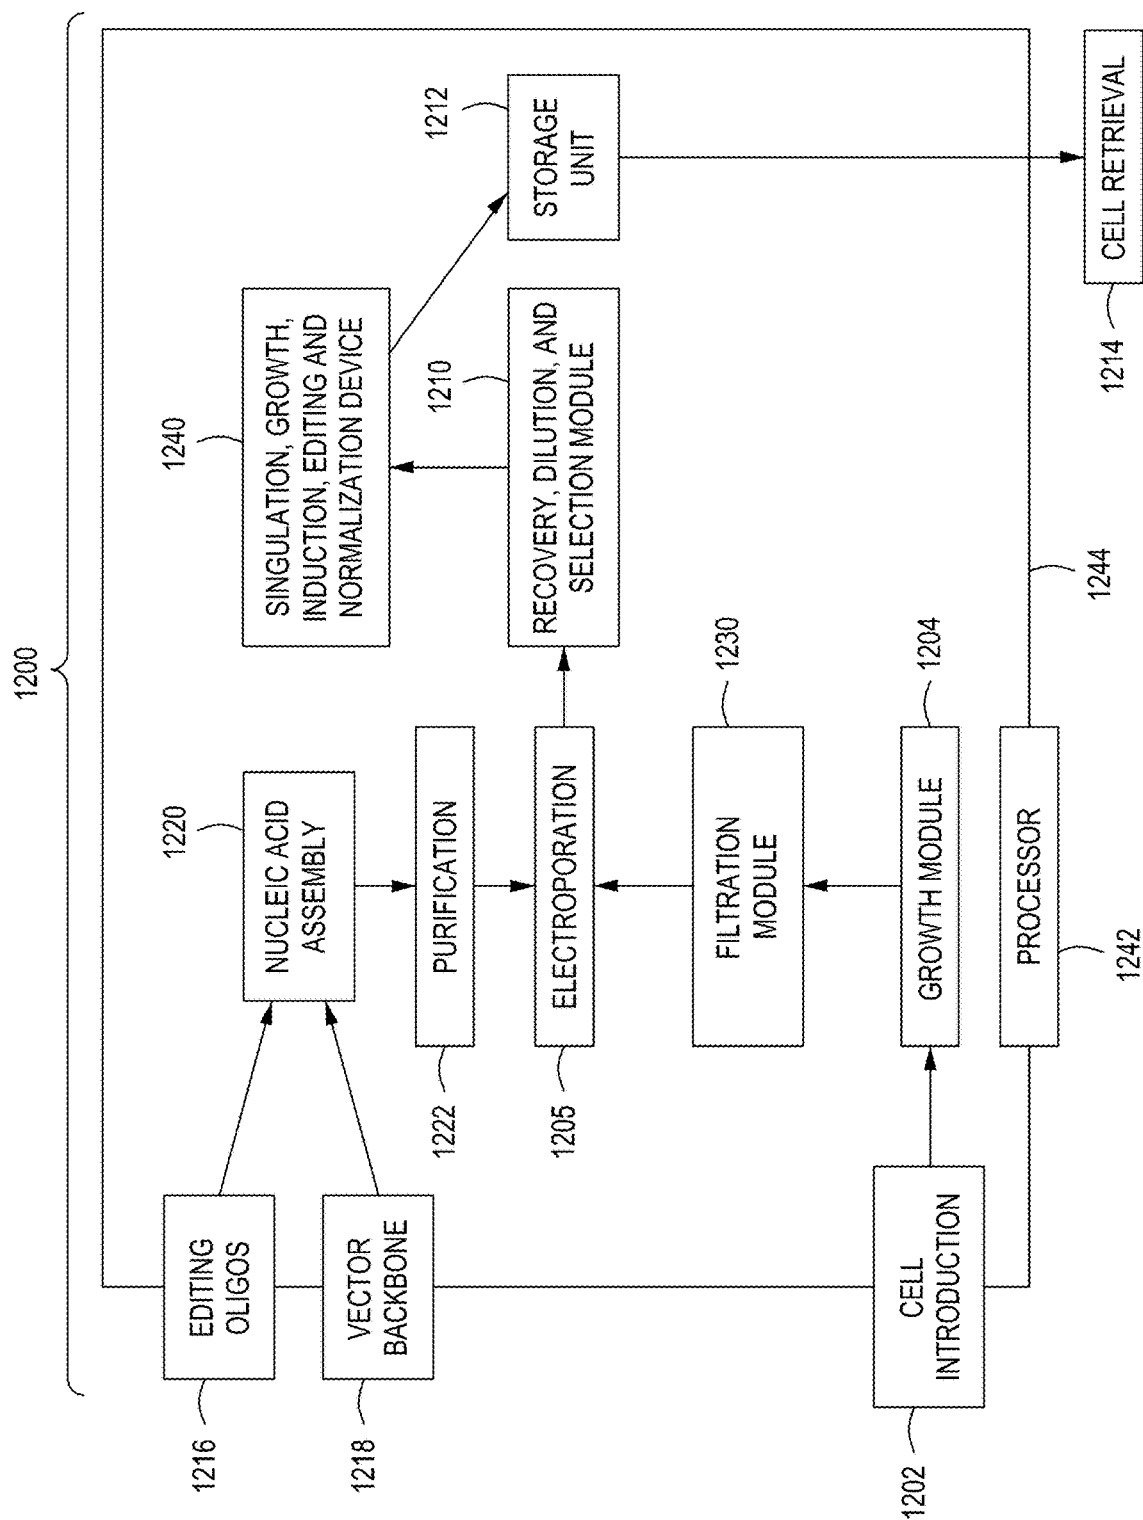 1200
1216
EDITING
OLIGOS
1218
VECTOR
BACKBONE
1220
NUCLEIC ACID
ASSEMBLY
1240
SINGULATION, GROWTH,
INDUCTION, EDITING AND
NORMALIZATION DEVICE
1222
PURIFICATION
1205
ELECTROPORATION
1210
RECOVERY, DILUTION, AND
SELECTION MODULE
1212
STORAGE
UNIT
FILTRATION
MODULE
1230
1202
CELL
INTRODUCTION
GROWTH MODULE
1204
PROCESSOR
1242
1244
1214
CELL RETRIEVAL